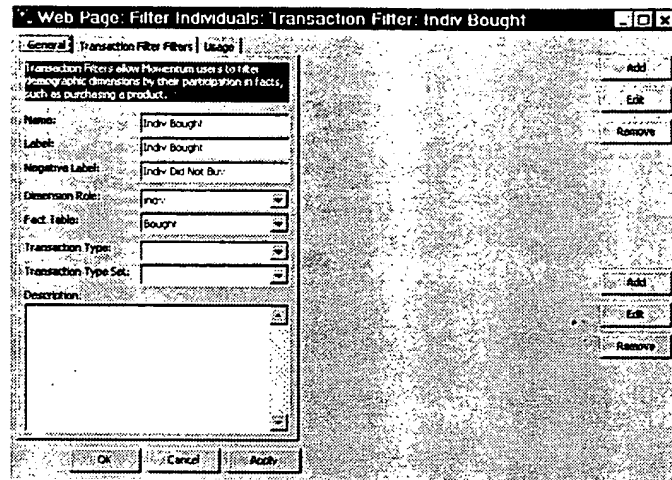 Web Page: Filter Individuals: Transaction Filter: Indiv Bought
General
Transaction Filter Filters
Usage
Transaction Filters allow Momentum users to filter
demographic dimensions by their participation in facts,
such as purchasing a product.
Name: Indiv Bought
Label: Indiv Bought
Negative Label: Indiv Did Not Buy
Dimension Role: indiv
Fact Table: Bought
Transaction Type:
Transaction Type Set:
Description:
Ok
Cancel
Apply
Add
Edit
Remove
Add
Edit
Remove